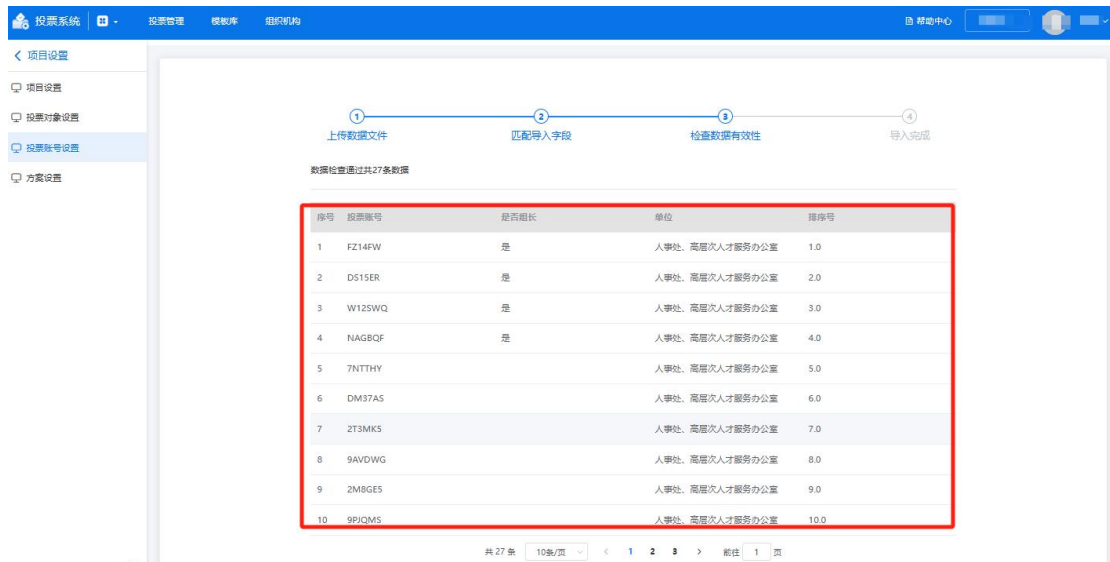 投票系统 投票管理 模板库 组织机构 帮助中心
项目设置
项目设置
投票对象设置
投票账号设置
方案设置
1 2 3 4
上传数据文件 匹配导入字段 检查数据有效性 导入完成
数据检查通过共27条数据
序号 投票账号 是否组长 单位 排序号
1 FZ14FW 是 人事处、高层次人才服务办公室 1.0
2 DS15ER 是 人事处、高层次人才服务办公室 2.0
3 W12SWQ 是 人事处、高层次人才服务办公室 3.0
4 NAGBQF 是 人事处、高层次人才服务办公室 4.0
5 7NTTHY 人事处、高层次人才服务办公室 5.0
6 DM37AS 人事处、高层次人才服务办公室 6.0
7 2T3MK5 人事处、高层次人才服务办公室 7.0
8 9AVDWG 人事处、高层次人才服务办公室 8.0
9 2M8GE5 人事处、高层次人才服务办公室 9.0
10 9PJQMS 人事处、高层次人才服务办公室 10.0
共 27 条 10条/页 < 1 2 3 > 前往 1 页